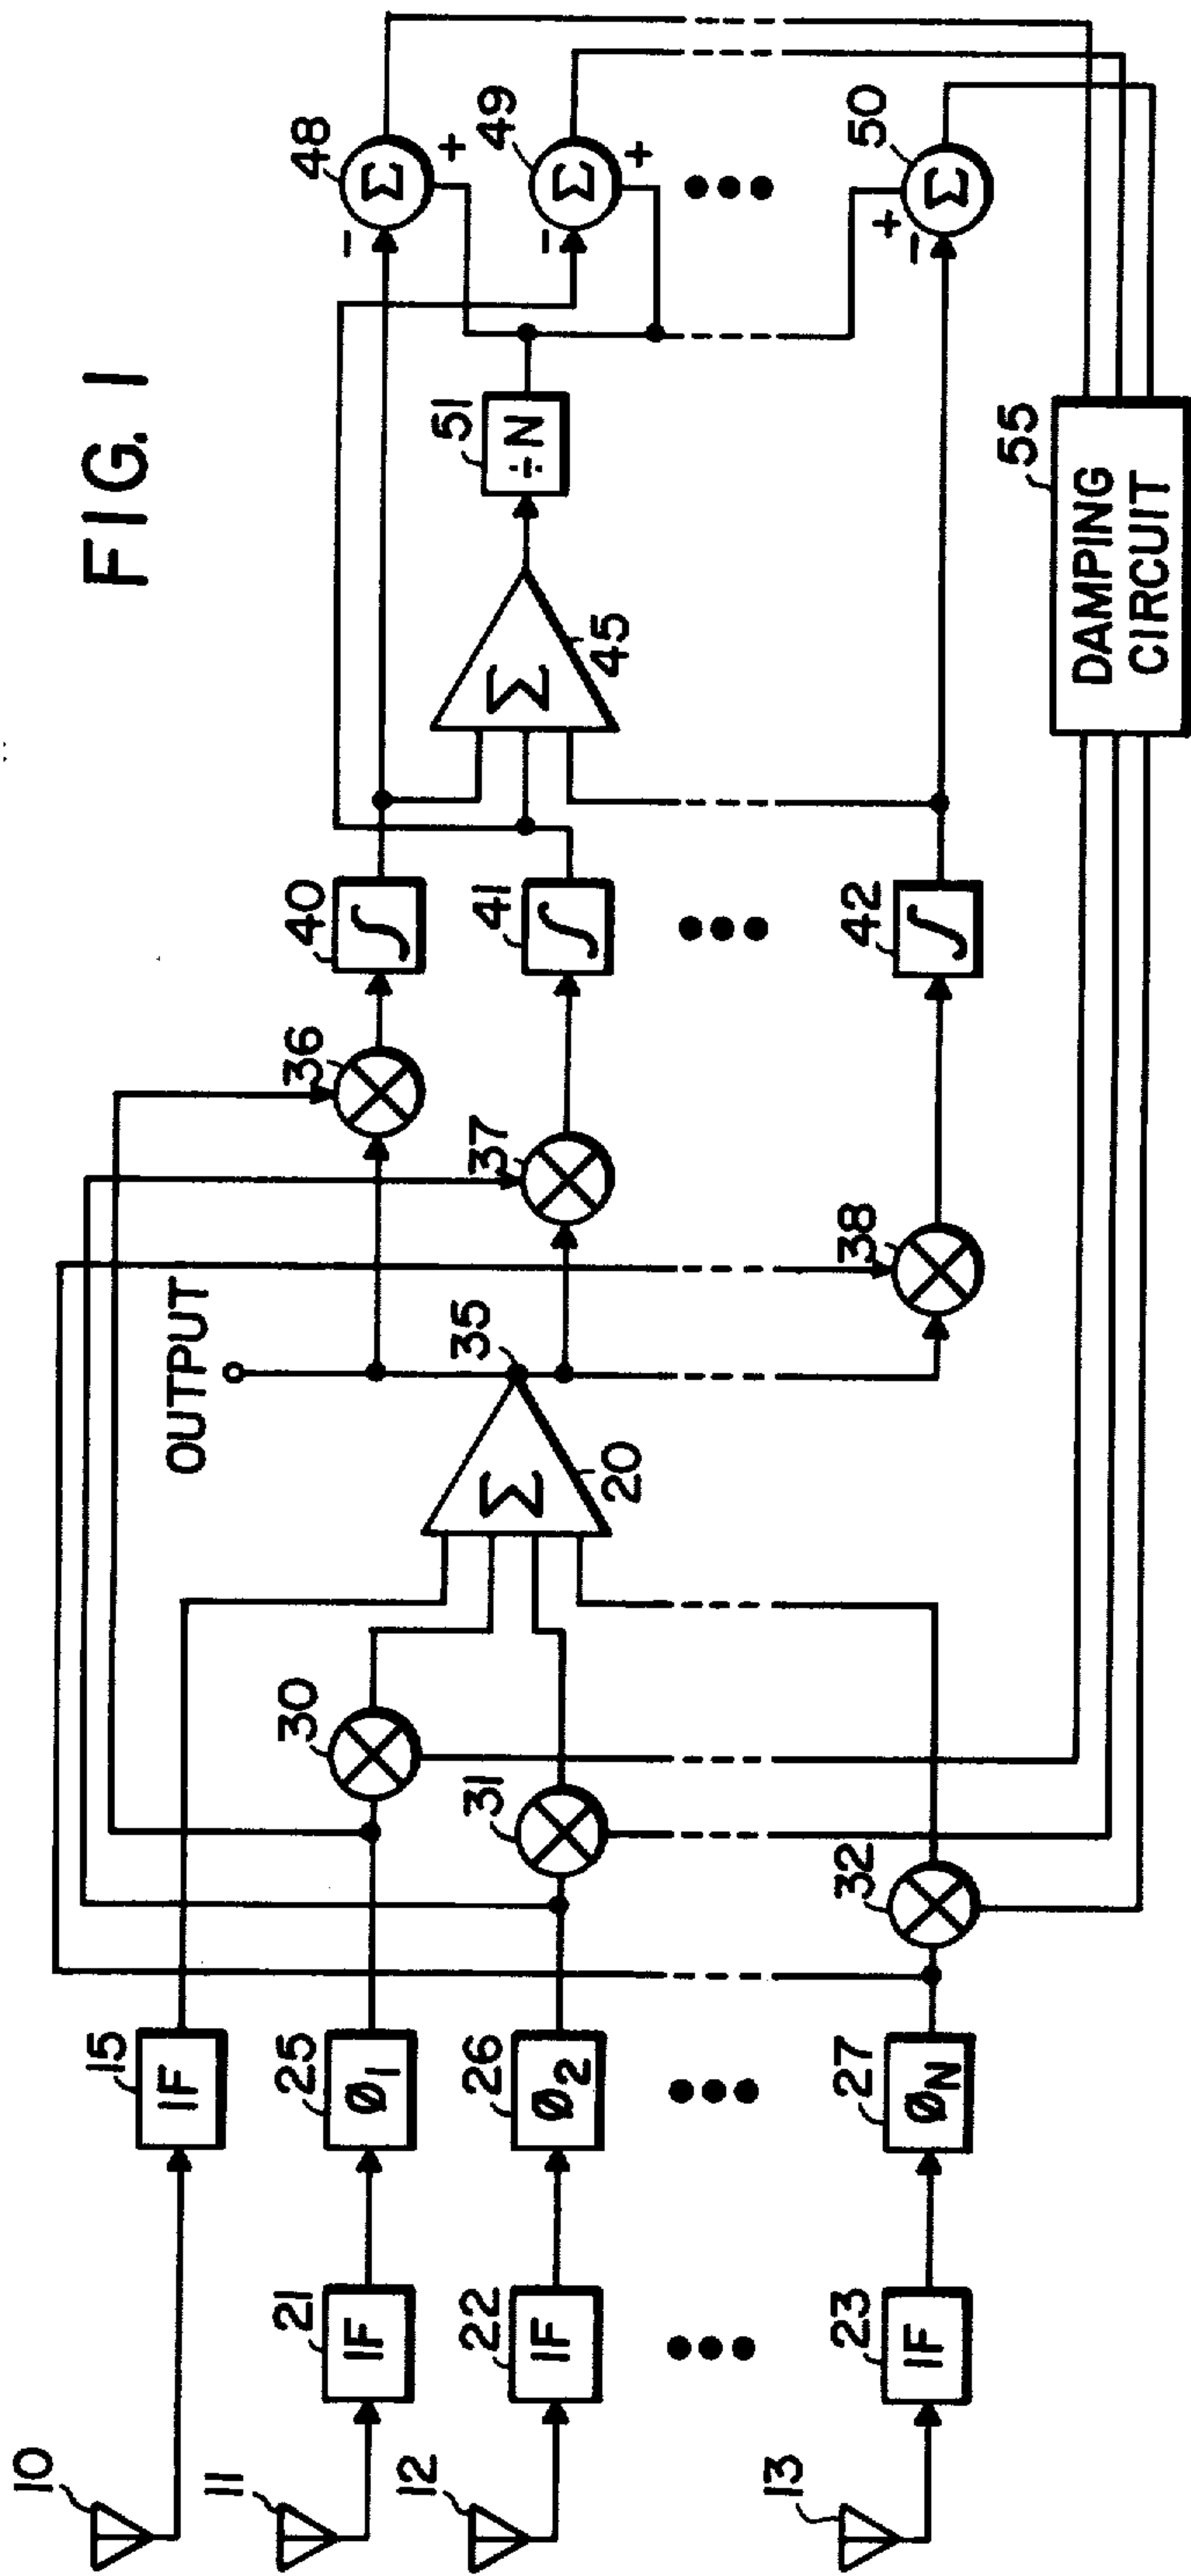 FIG. 1
10
15
IF
OUTPUT
11
21
IF
25
Ø1
30
36
40
∫
48
Σ
−
+
12
22
IF
26
Ø2
31
20
Σ
35
37
41
∫
45
Σ
51
÷N
49
Σ
−
+
13
23
IF
27
ØN
32
38
42
∫
50
Σ
+
−
55
DAMPING
CIRCUIT